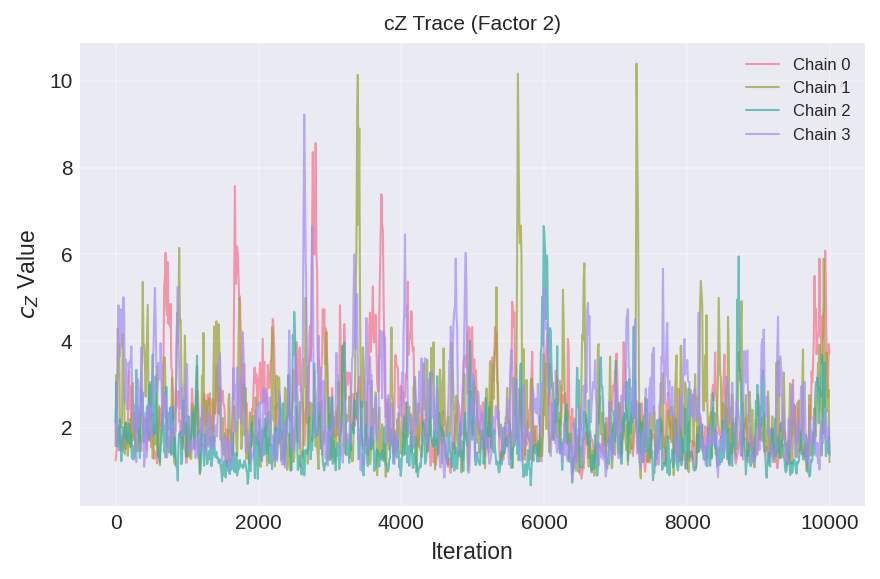 cZ Trace (Factor 2)
Chain 0
Chain 1
Chain 2
Chain 3
10
8
6
4
2
cZ Value
0
2000
4000
6000
8000
10000
Iteration